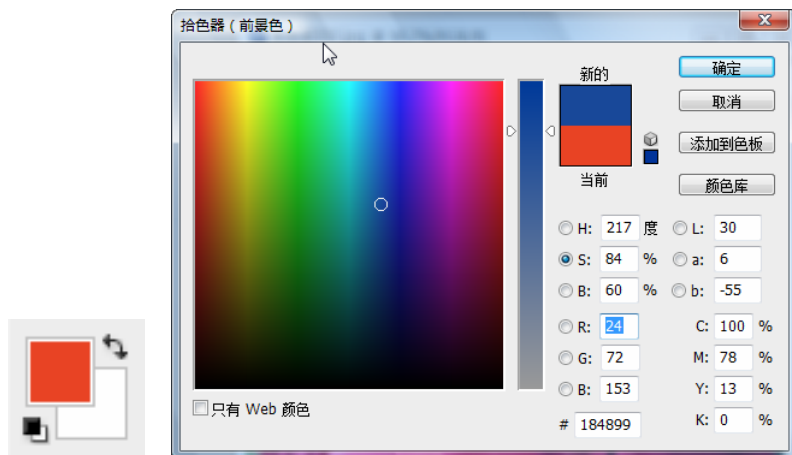 拾色器（前景色）
新的
当前
确定
取消
添加到色板
颜色库
H: 217 度
L: 30
S: 84 %
a: 6
B: 60 %
b: -55
R: 24
C: 100 %
G: 72
M: 78 %
B: 153
Y: 13 %
# 184899
K: 0 %
只有 Web 颜色